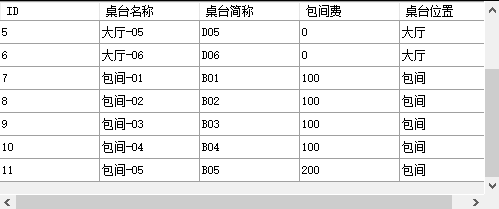 ID 桌台名称 桌台简称 包间费 桌台位置
5 大厅-05 D05 0 大厅
6 大厅-06 D06 0 大厅
7 包间-01 B01 100 包间
8 包间-02 B02 100 包间
9 包间-03 B03 100 包间
10 包间-04 B04 100 包间
11 包间-05 B05 200 包间